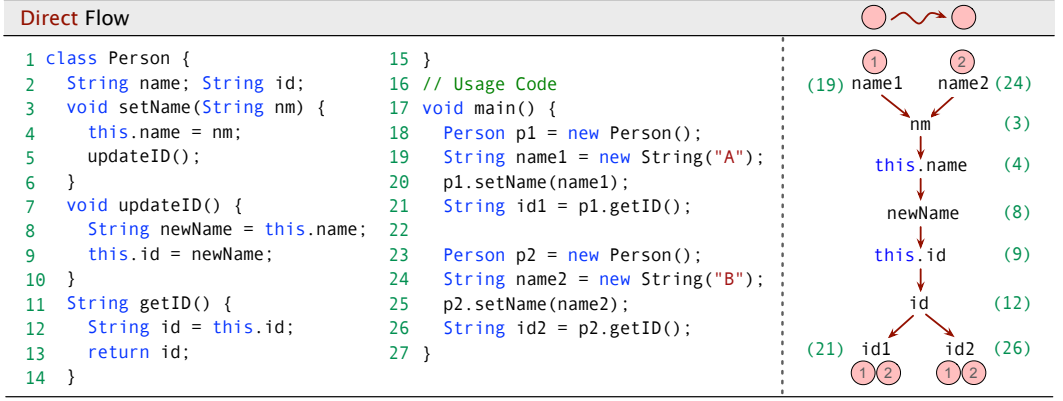 Direct Flow
1 class Person {
2 String name; String id;
3 void setName(String nm) {
4 this.name = nm;
5 updateID();
6 }
7 void updateID() {
8 String newName = this.name;
9 this.id = newName;
10 }
11 String getID() {
12 String id = this.id;
13 return id;
14 }
15 }
16 // Usage Code
17 void main() {
18 Person p1 = new Person();
19 String name1 = new String("A");
20 p1.setName(name1);
21 String id1 = p1.getID();
22
23 Person p2 = new Person();
24 String name2 = new String("B");
25 p2.setName(name2);
26 String id2 = p2.getID();
27 }
1 2
(19) name1 name2 (24)
nm (3)
this.name (4)
newName (8)
this.id (9)
id (12)
(21) id1 id2 (26)
1 2 1 2